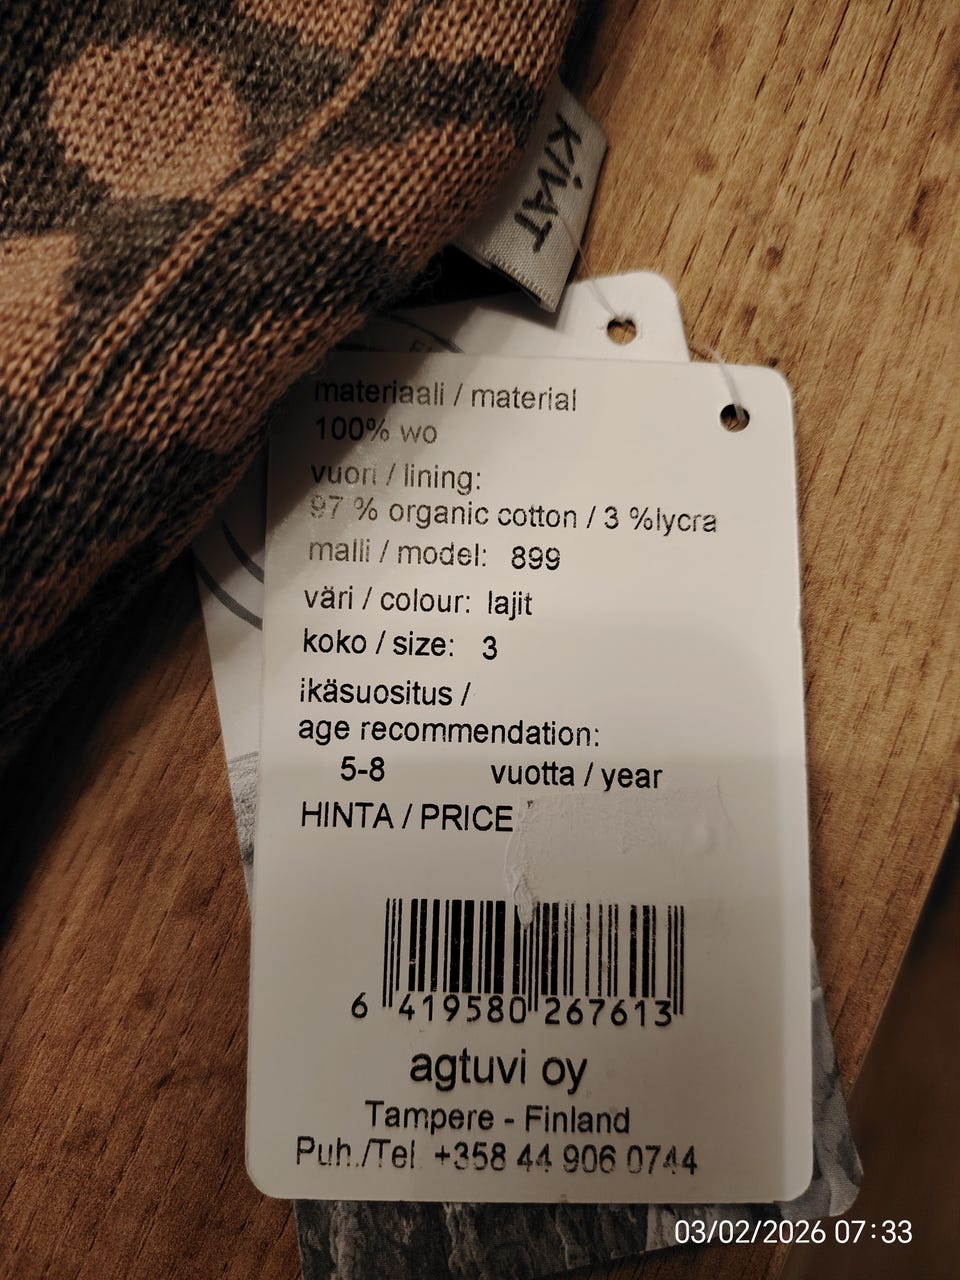 KiVAT
materiaali / material
100% wo
vuori / lining:
97 % organic cotton / 3 %lycra
malli / model: 899
väri / colour: lajit
koko / size: 3
ikäsuositus /
age recommendation:
5-8 vuotta / year
HINTA / PRICE
6 419580 267613
agtuvi oy
Tampere - Finland
Puh./Tel. +358 44 906 0744
03/02/2026 07:33